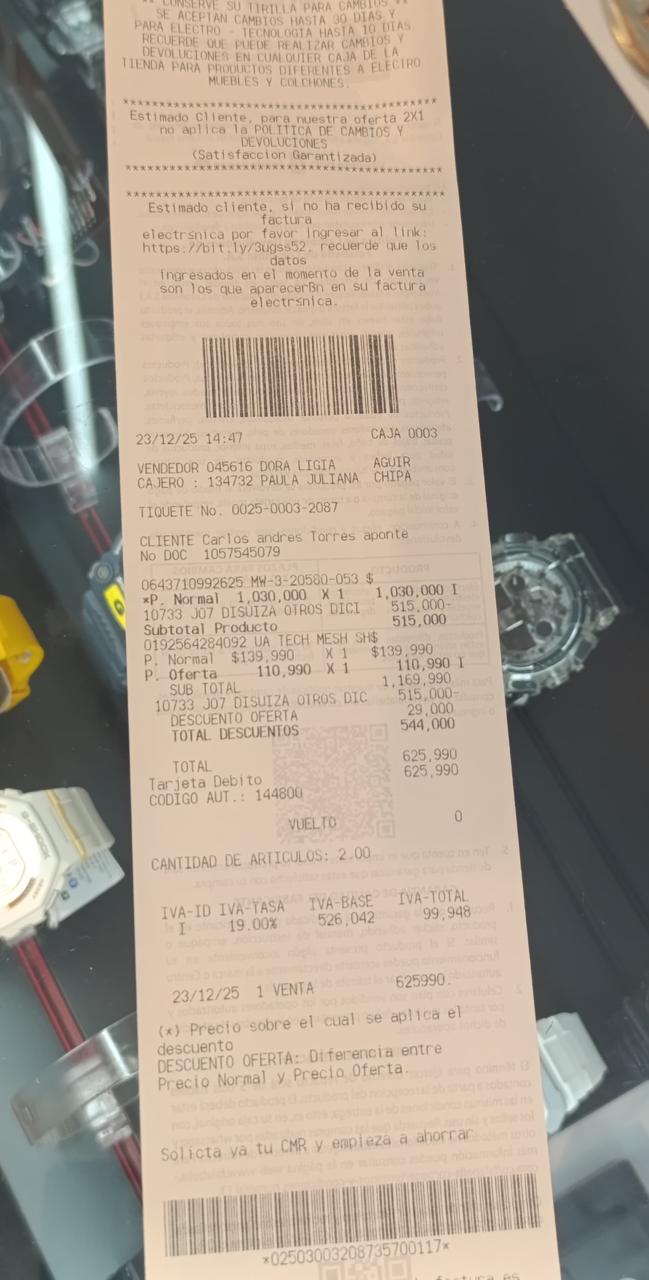 ** CONSERVE SU TIRILLA PARA CAMBIOS **
SE ACEPTAN CAMBIOS HASTA 30 DIAS Y
PARA ELECTRO - TECNOLOGIA HASTA 10 DIAS
RECUERDE QUE PUEDE REALIZAR CAMBIOS Y
DEVOLUCIONES EN CUALQUIER CAJA DE LA
TIENDA PARA PRODUCTOS DIFERENTES A ELECTRO
MUEBLES Y COLCHONES.
****************************************
Estimado Cliente, para nuestra oferta 2X1
no aplica la POLITICA DE CAMBIOS Y
DEVOLUCIONES
(Satisfaccion Garantizada)
****************************************
****************************************
Estimado cliente, si no ha recibido su
factura
electrśnica por favor ingresar al link:
https://bit.ly/3ugss52, recuerde que los
datos
ingresados en el momento de la venta
son los que aparecerßn en su factura
electrśnica.
23/12/25 14:47 CAJA 0003
VENDEDOR 045616 DORA LIGIA AGUIR
CAJERO : 134732 PAULA JULIANA CHIPA
TIQUETE No. 0025-0003-2087
CLIENTE Carlos andres Torres aponte
No DOC 1057545079
0643710992625 MW-3-20580-053 $
*P. Normal 1,030,000 X 1 1,030,000 I
10733 J07 DISUIZA OTROS DICI 515,000-
Subtotal Producto 515,000
0192564284092 UA TECH MESH SH$
P. Normal $139,990 X 1 $139,990
P. Oferta 110,990 X 1 110,990 I
SUB TOTAL 1,169,990
10733 J07 DISUIZA OTROS DIC 515,000-
DESCUENTO OFERTA 29,000
TOTAL DESCUENTOS 544,000
TOTAL 625,990
Tarjeta Debito 625,990
CODIGO AUT.: 144800
VUELTO 0
CANTIDAD DE ARTICULOS: 2.00
IVA-ID IVA-TASA IVA-BASE IVA-TOTAL
I 19.00% 526,042 99,948
23/12/25 1 VENTA 625990.
(*) Precio sobre el cual se aplica el
descuento
DESCUENTO OFERTA: Diferencia entre
Precio Normal y Precio Oferta.
Solicta ya tu CMR y empieza a ahorrar
*02503003208735700117*
G-SHOCK